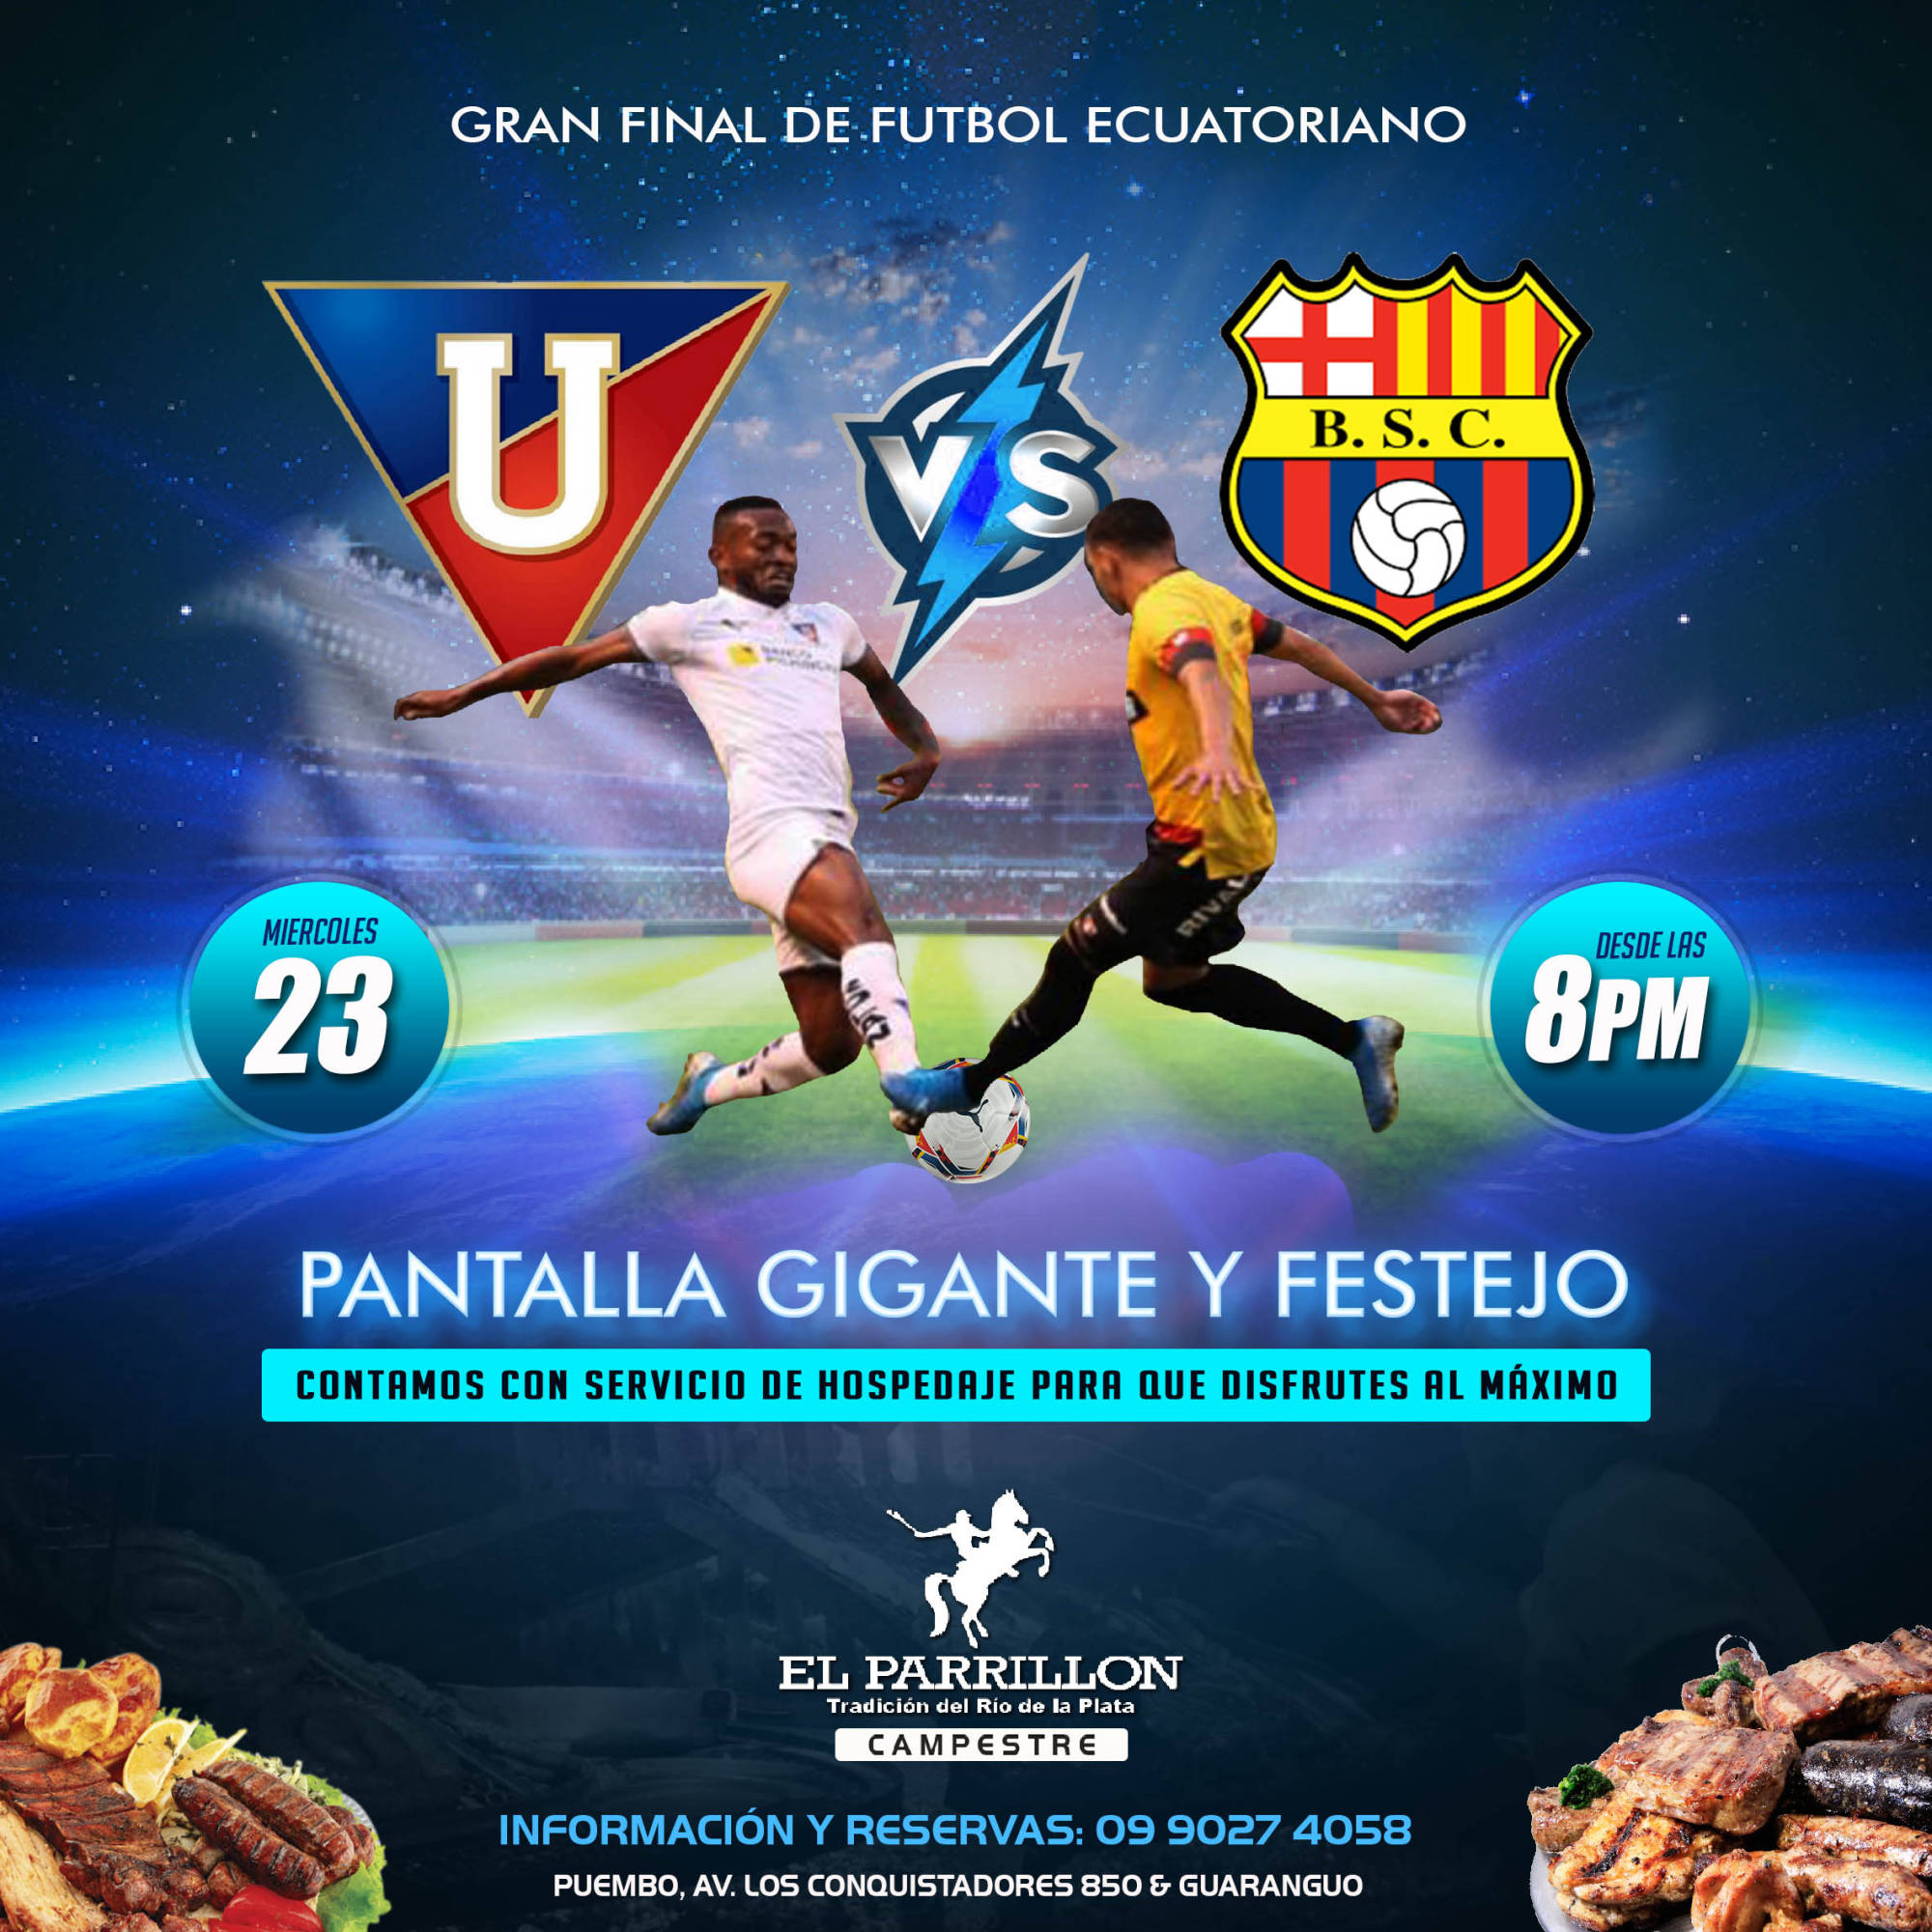 GRAN FINAL DE FUTBOL ECUATORIANO
U
VS
B. S. C.
BANCO
RIVAL
MIERCOLES
23
DESDE LAS
8PM
PANTALLA GIGANTE Y FESTEJO
CONTAMOS CON SERVICIO DE HOSPEDAJE PARA QUE DISFRUTES AL MÁXIMO
EL PARRILLON
Tradición del Río de la Plata
CAMPESTRE
INFORMACIÓN Y RESERVAS: 09 9027 4058
PUEMBO, AV. LOS CONQUISTADORES 850 & GUARANGUO